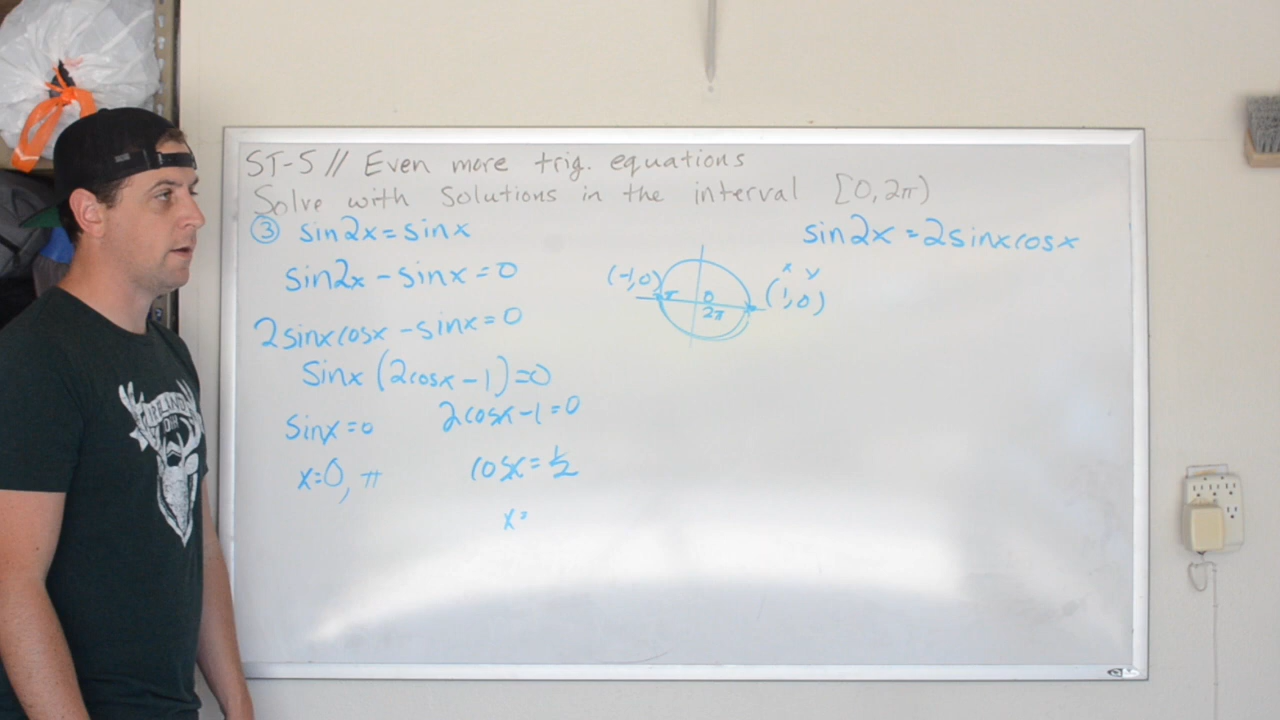 ST-5 // Even more trig. equations
Solve with Solutions in the interval [0, 2π)
③ sin2x = sinx
sin2x - sinx = 0
2sinxcosx - sinx = 0
sinx (2cosx - 1) = 0
sinx = 0
x = 0, π
2cosx - 1 = 0
cosx = 1/2
x =
sin2x = 2sinxcosx
(-1, 0)
π
0
2π
x y
(1, 0)